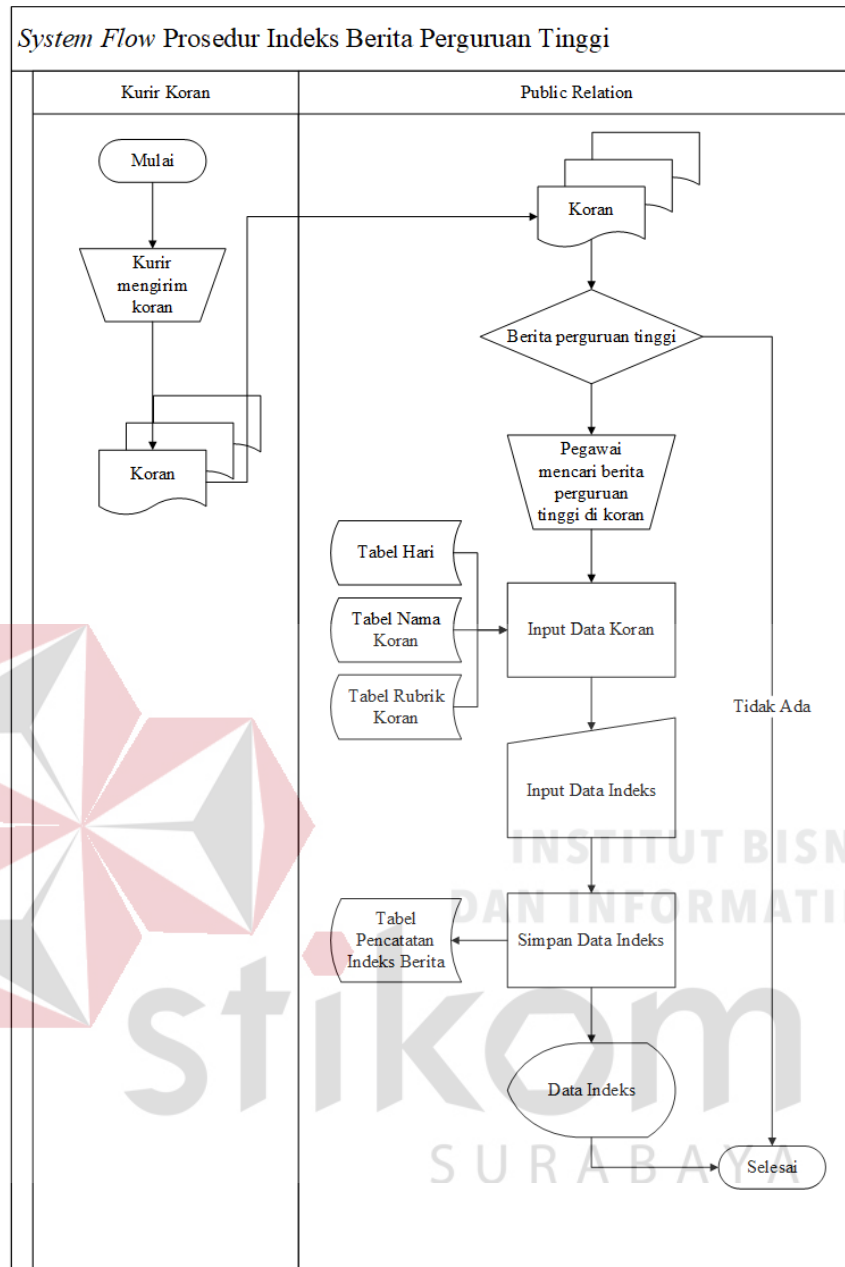 System Flow Prosedur Indeks Berita Perguruan Tinggi
Kurir Koran
Public Relation
Mulai
Kurir
mengirim
koran
Koran
Koran
Berita perguruan tinggi
Pegawai
mencari berita
perguruan
tinggi di koran
Tabel Hari
Tabel Nama
Koran
Tabel Rubrik
Koran
Input Data Koran
Tidak Ada
Input Data Indeks
INSTITUT BISN
DAN INFORMATI
Tabel
Pencatatan
Indeks Berita
Simpan Data Indeks
stikom
Data Indeks
SURABAYA
Selesai